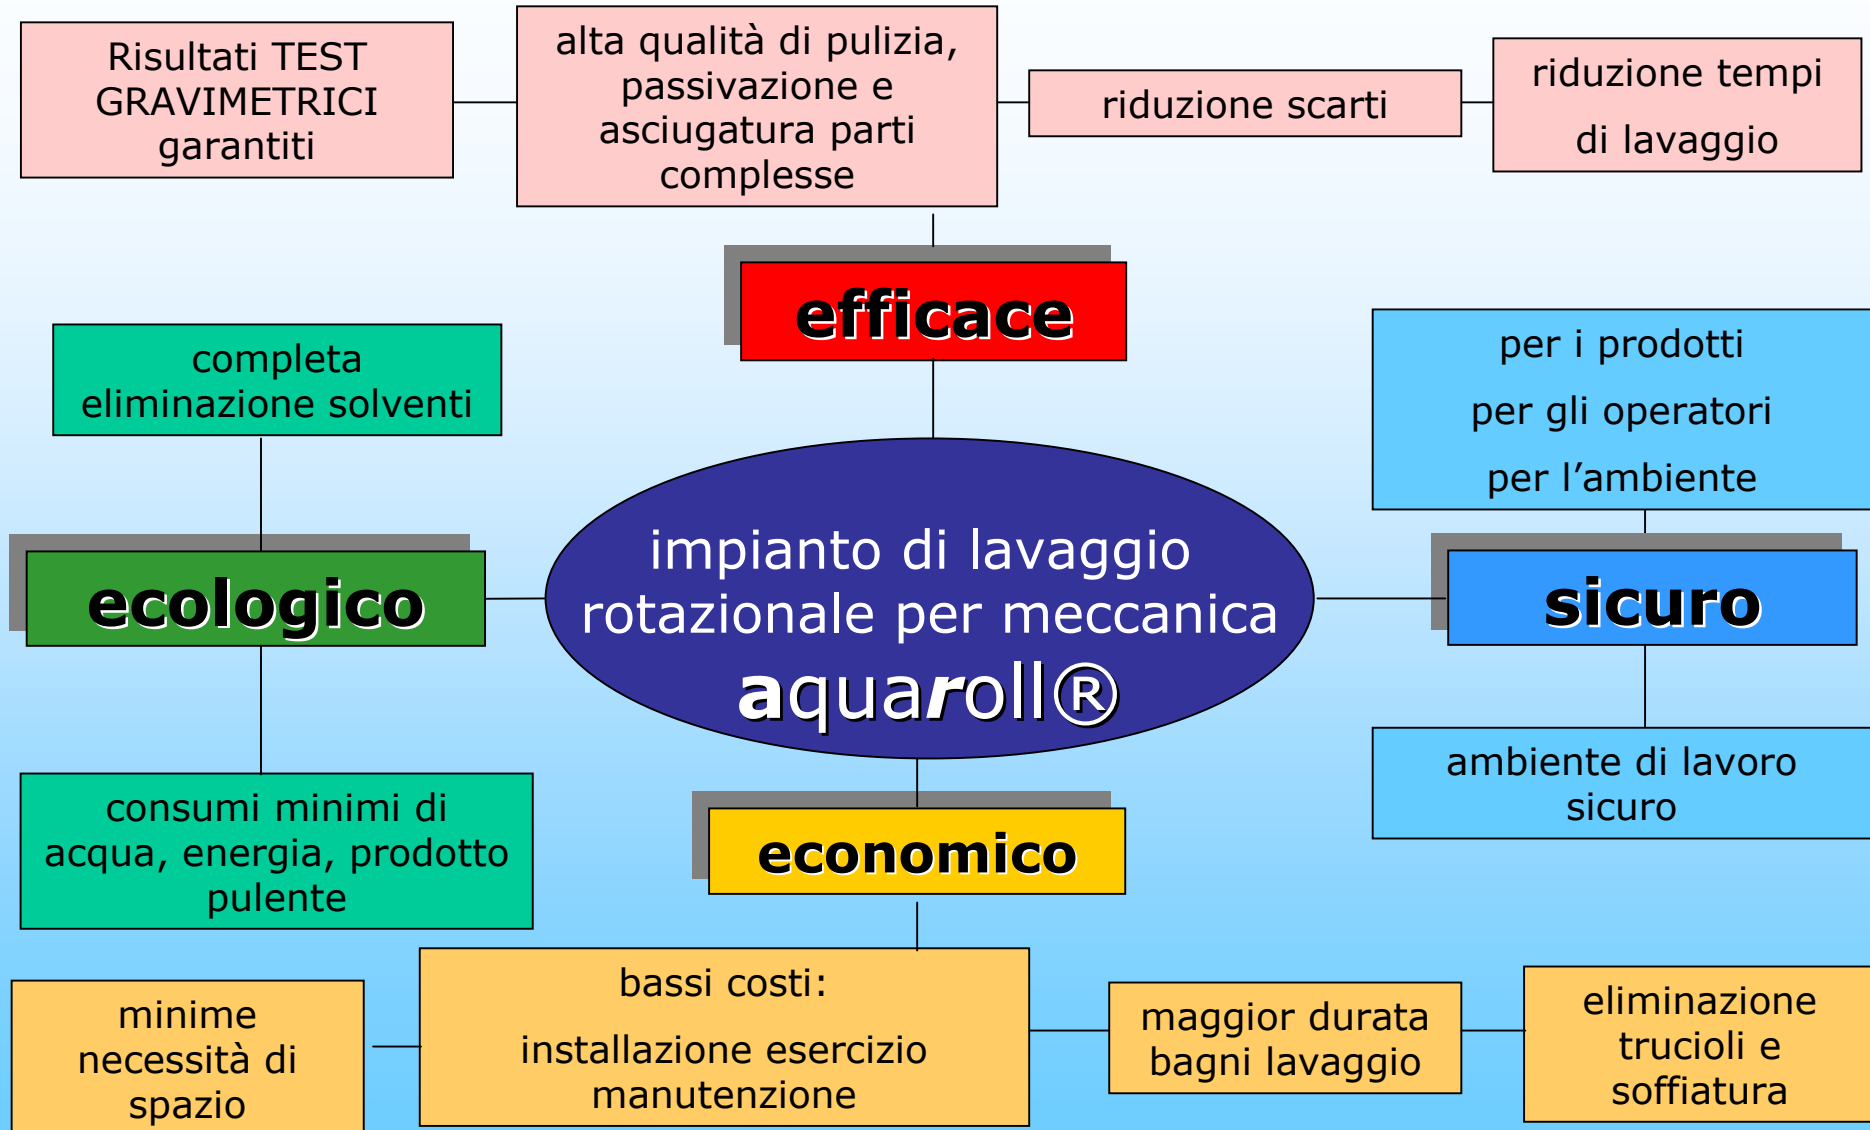 Risultati TEST
GRAVIMETRICI
garantiti
alta qualità di pulizia,
passivazione e
asciugatura parti
complesse
riduzione scarti
riduzione tempi
di lavaggio
efficace
completa
eliminazione solventi
per i prodotti
per gli operatori
per l’ambiente
ecologico
impianto di lavaggio
rotazionale per meccanica
aquaroll®
sicuro
consumi minimi di
acqua, energia, prodotto
pulente
ambiente di lavoro
sicuro
economico
minime
necessità di
spazio
bassi costi:
installazione esercizio
manutenzione
maggior durata
bagni lavaggio
eliminazione
trucioli e
soffiatura